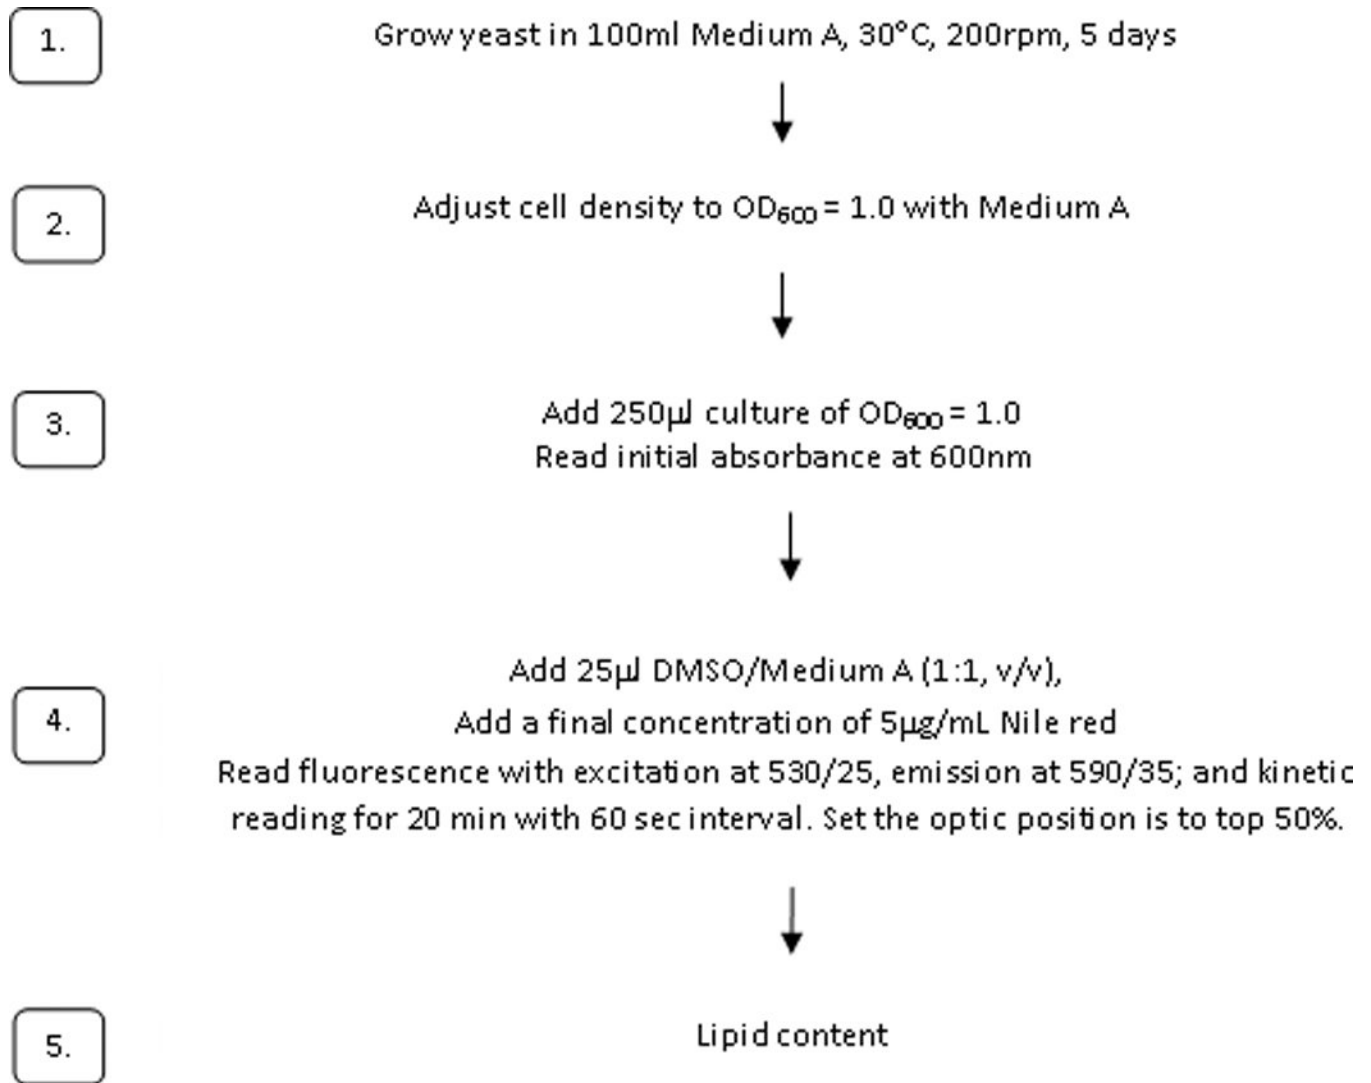 1.
Grow yeast in 100ml Medium A, 30°C, 200rpm, 5 days
2.
Adjust cell density to OD600 = 1.0 with Medium A
3.
Add 250µl culture of OD600 = 1.0
Read initial absorbance at 600nm
4.
Add 25µl DMSO/Medium A (1:1, v/v),
Add a final concentration of 5µg/mL Nile red
Read fluorescence with excitation at 530/25, emission at 590/35; and kinetic
reading for 20 min with 60 sec interval. Set the optic position is to top 50%.
5.
Lipid content